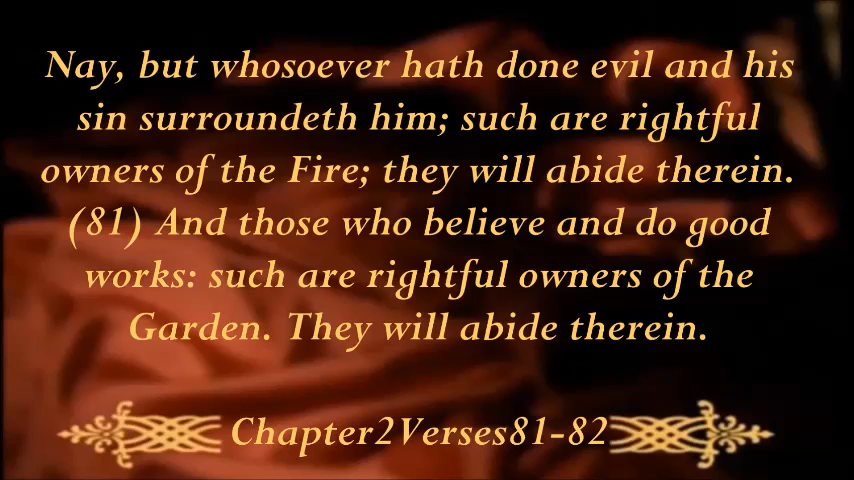 Nay, but whosoever hath done evil and his
sin surroundeth him; such are rightful
owners of the Fire; they will abide therein.
(81) And those who believe and do good
works: such are rightful owners of the
Garden. They will abide therein.
Chapter2Verses81-82